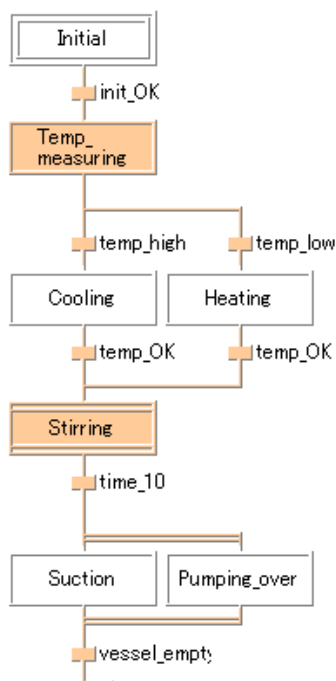 Initial
init_OK
Temp_
measuring
temp_high
temp_low
Cooling
Heating
temp_OK
temp_OK
Stirring
time_10
Suction
Pumping_over
vessel_empty